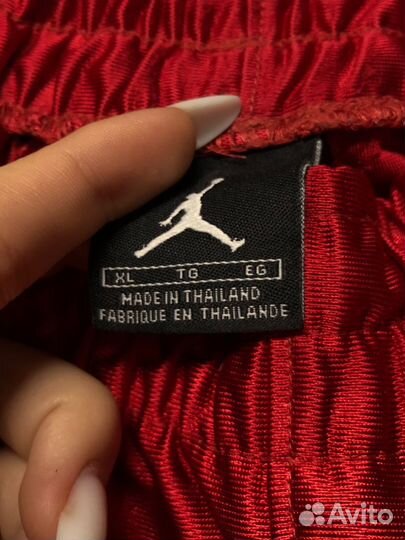 XL TG EG
MADE IN THAILAND
FABRIQUE EN THAILANDE
Avito